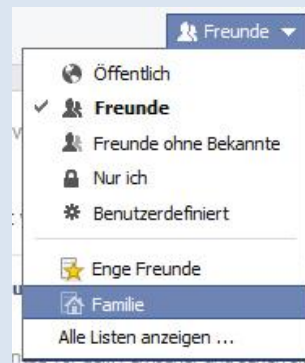 Freunde
Öffentlich
Freunde
Freunde ohne Bekannte
Nur ich
Benutzerdefiniert
Enge Freunde
Familie
Alle Listen anzeigen ...